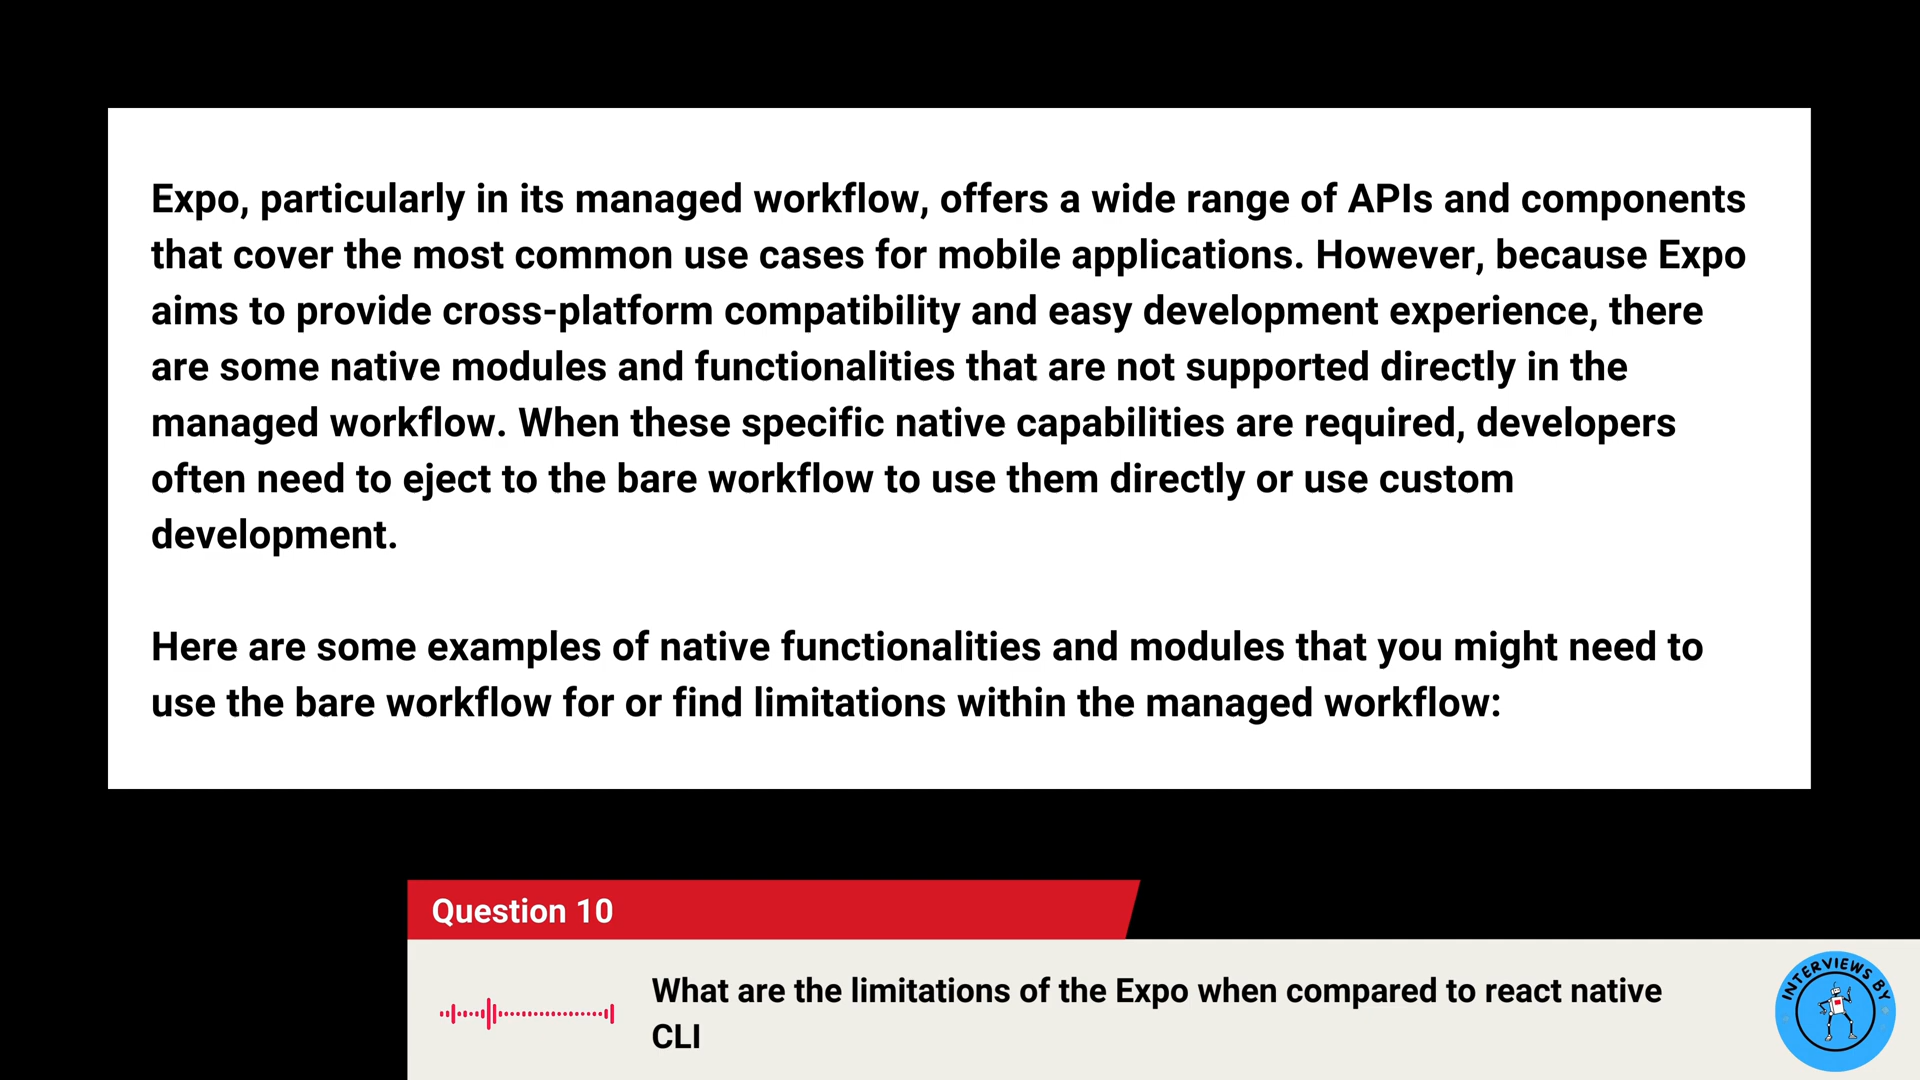 Expo, particularly in its managed workflow, offers a wide range of APIs and components
that cover the most common use cases for mobile applications. However, because Expo
aims to provide cross-platform compatibility and easy development experience, there
are some native modules and functionalities that are not supported directly in the
managed workflow. When these specific native capabilities are required, developers
often need to eject to the bare workflow to use them directly or use custom
development.
Here are some examples of native functionalities and modules that you might need to
use the bare workflow for or find limitations within the managed workflow:
Question 10
What are the limitations of the Expo when compared to react native
CLI
INTERVIEWS BY